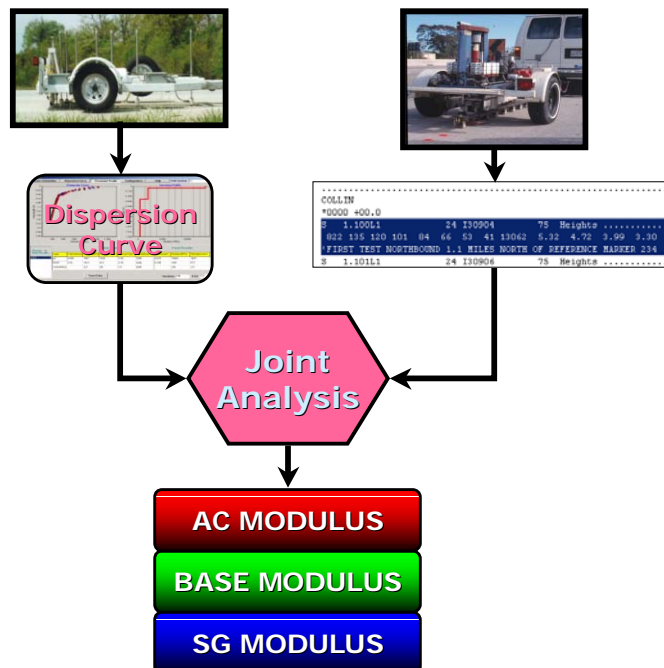 Dispersion
Curve
COLLIN
*0000 +00.0
S 1.100L1 24 I30904 75 Heights ............
822 135 120 101 84 66 53 41 13062 5.32 4.72 3.99 3.30
'FIRST TEST NORTHBOUND 1.1 MILES NORTH OF REFERENCE MARKER 234
S 1.101L1 24 I30906 75 Heights ............
Joint
Analysis
AC MODULUS
BASE MODULUS
SG MODULUS